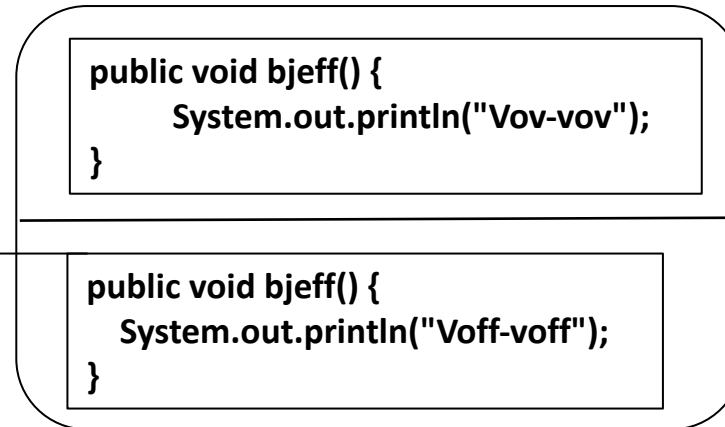 public void bjeff() {
System.out.println("Vov-vov");
}
public void bjeff() {
System.out.println("Voff-voff");
}